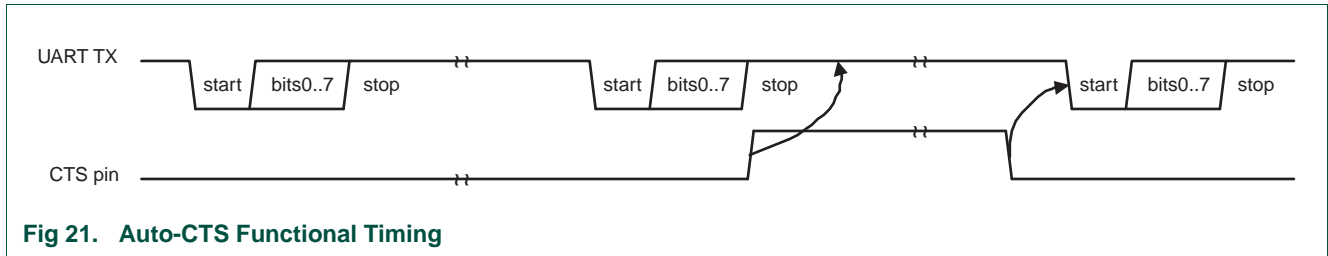 UART TX
start bits0..7 stop start bits0..7 stop start bits0..7 stop
CTS pin
Fig 21. Auto-CTS Functional Timing